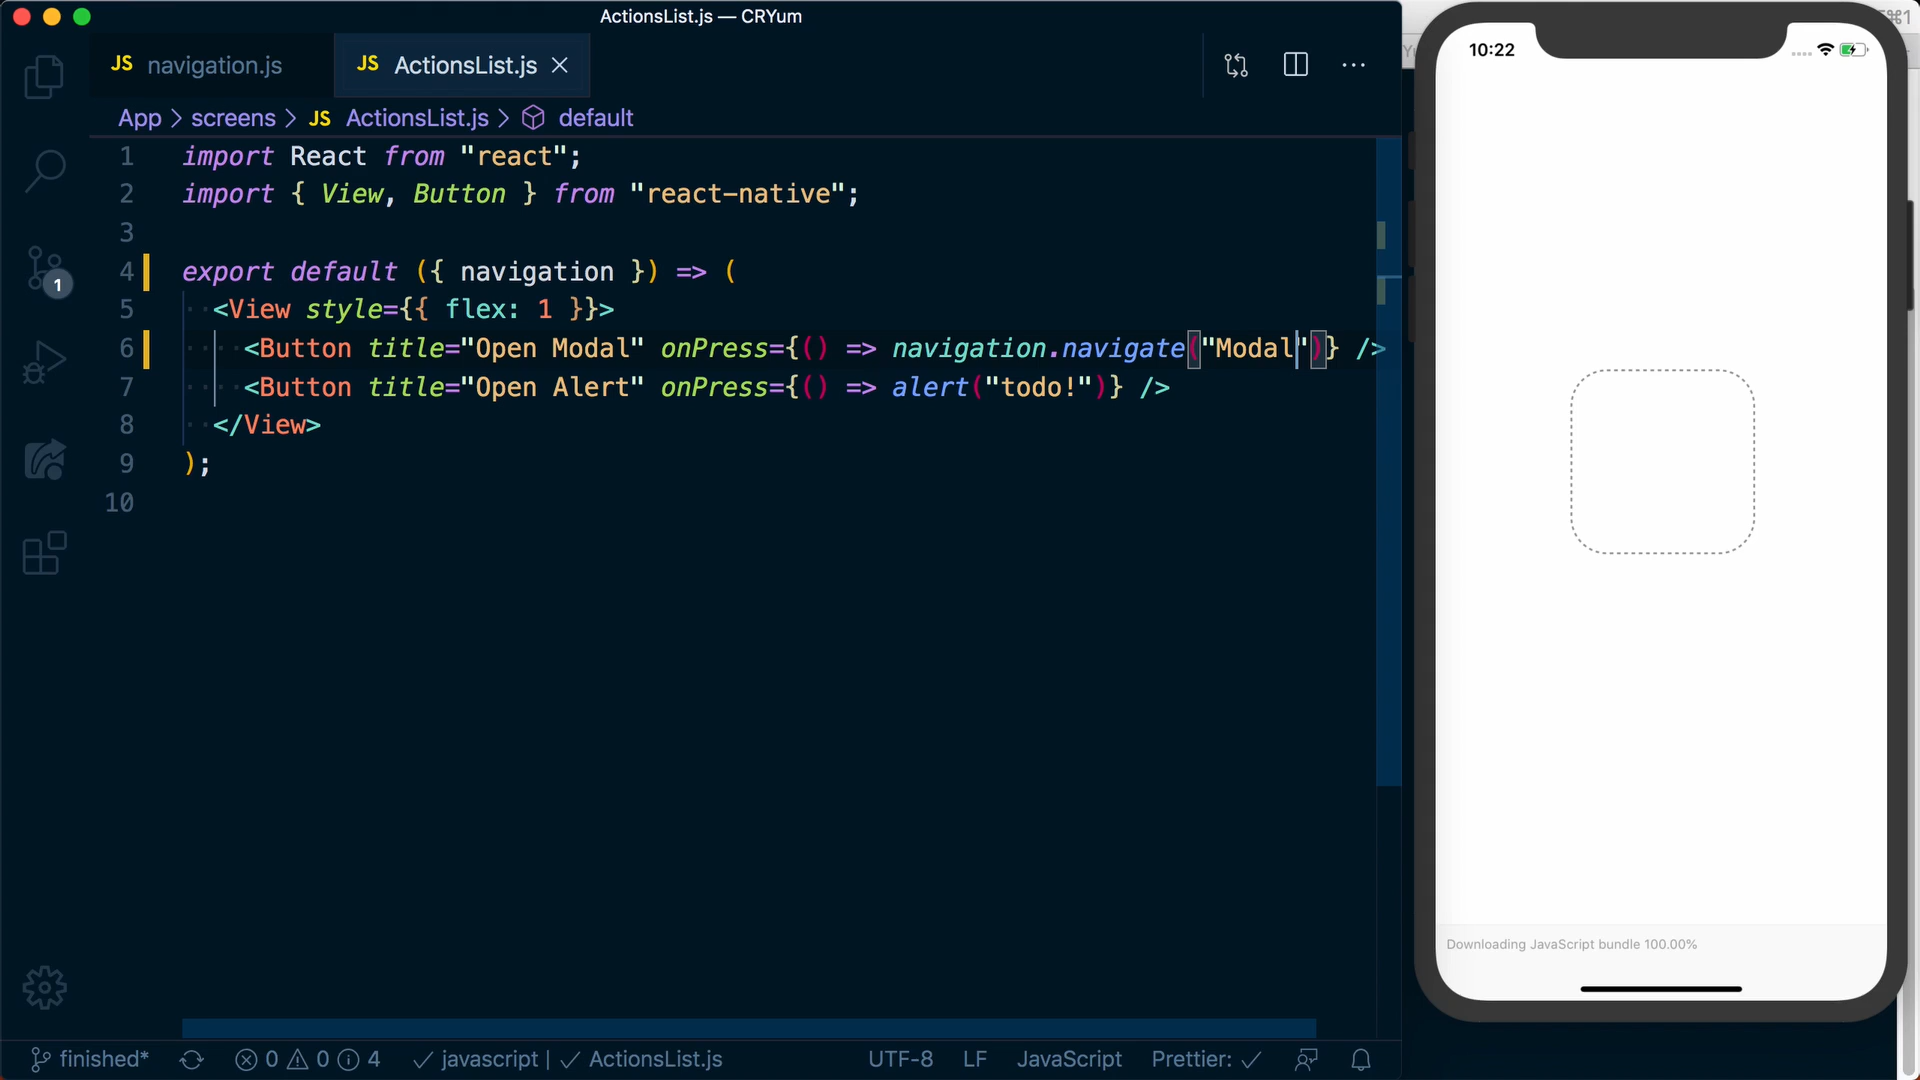 ActionsList.js — CRYum
⌘1
JS navigation.js
JS ActionsList.js
App > screens > JS ActionsList.js > default
1 import React from "react";
2 import { View, Button } from "react-native";
3
4 export default ({ navigation }) => (
5 <View style={{ flex: 1 }}>
6 <Button title="Open Modal" onPress={() => navigation.navigate("Modal")} />
7 <Button title="Open Alert" onPress={() => alert("todo!")} />
8 </View>
9 );
10
1
finished* 0 0 4 javascript | ActionsList.js UTF-8 LF JavaScript Prettier:
10:22
Downloading JavaScript bundle 100.00%